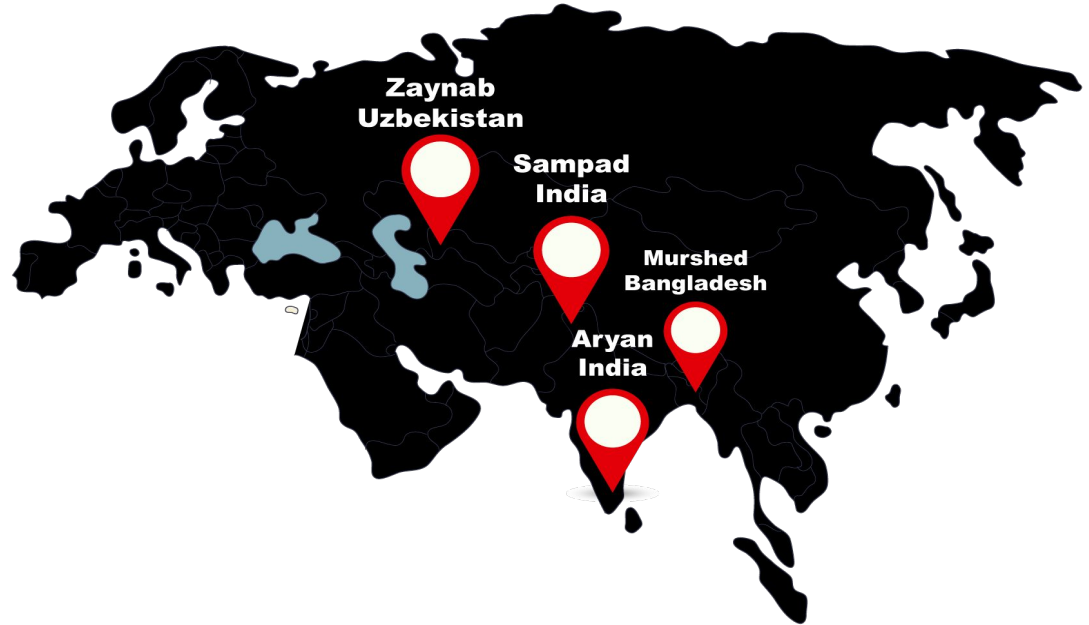 Zaynab
Uzbekistan
Sampad
India
Murshed
Bangladesh
Aryan
India